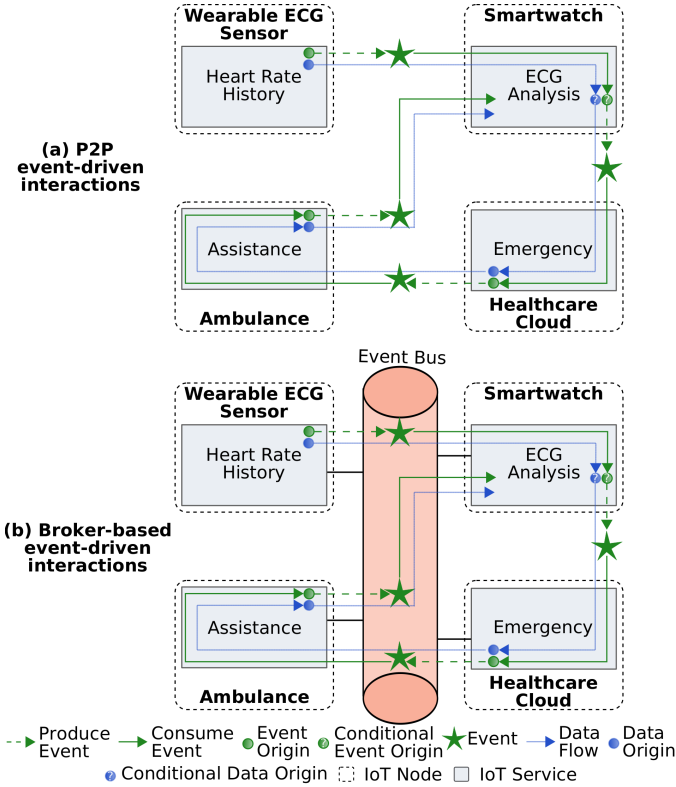 Wearable ECG
Sensor
Smartwatch
Heart Rate
History
ECG
Analysis
? ?
(a) P2P
event-driven
interactions
Assistance
Emergency
Ambulance
Healthcare
Cloud
Event Bus
Wearable ECG
Sensor
Smartwatch
Heart Rate
History
ECG
Analysis
? ?
(b) Broker-based
event-driven
interactions
Assistance
Emergency
Ambulance
Healthcare
Cloud
Produce
Event
Consume
Event
Event
Origin
? Conditional
Event Origin
Event
Data
Flow
Data
Origin
? Conditional Data Origin
IoT Node
IoT Service